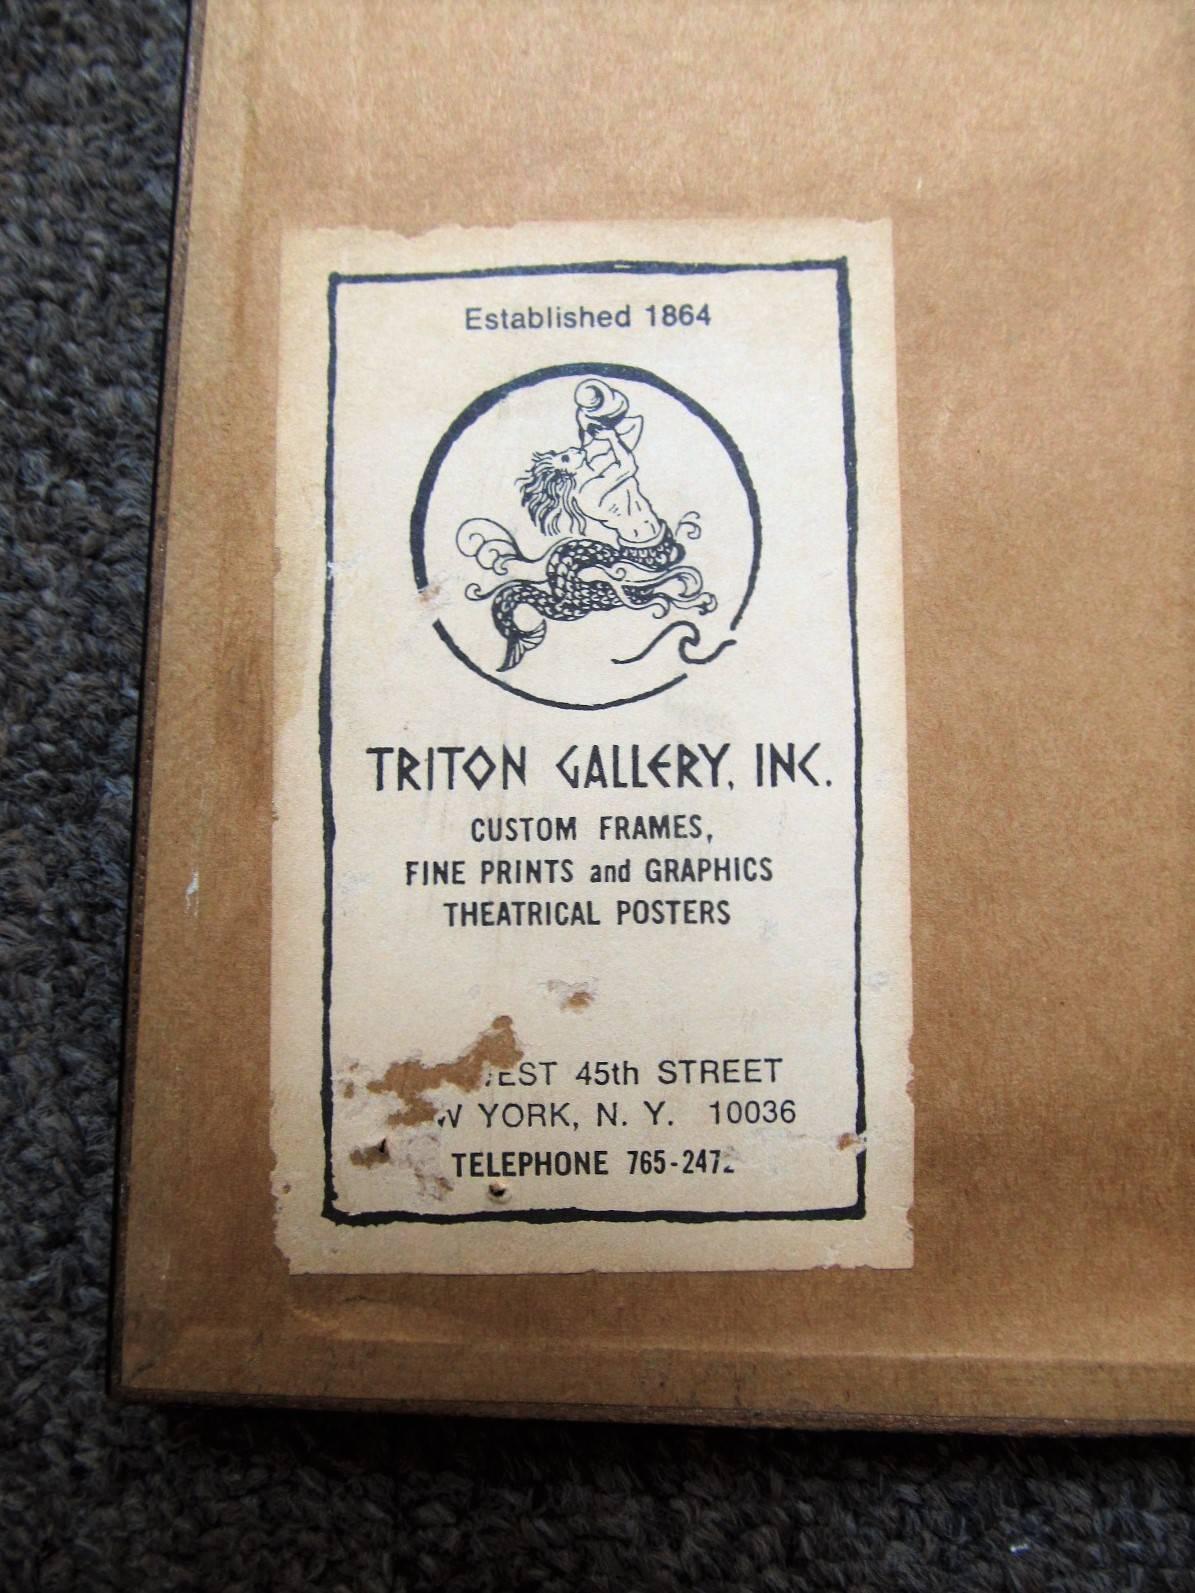 Established 1864
TRITON GALLERY, INC.
CUSTOM FRAMES,
FINE PRINTS and GRAPHICS
THEATRICAL POSTERS
45th STREET
YORK, N. Y. 10036
TELEPHONE